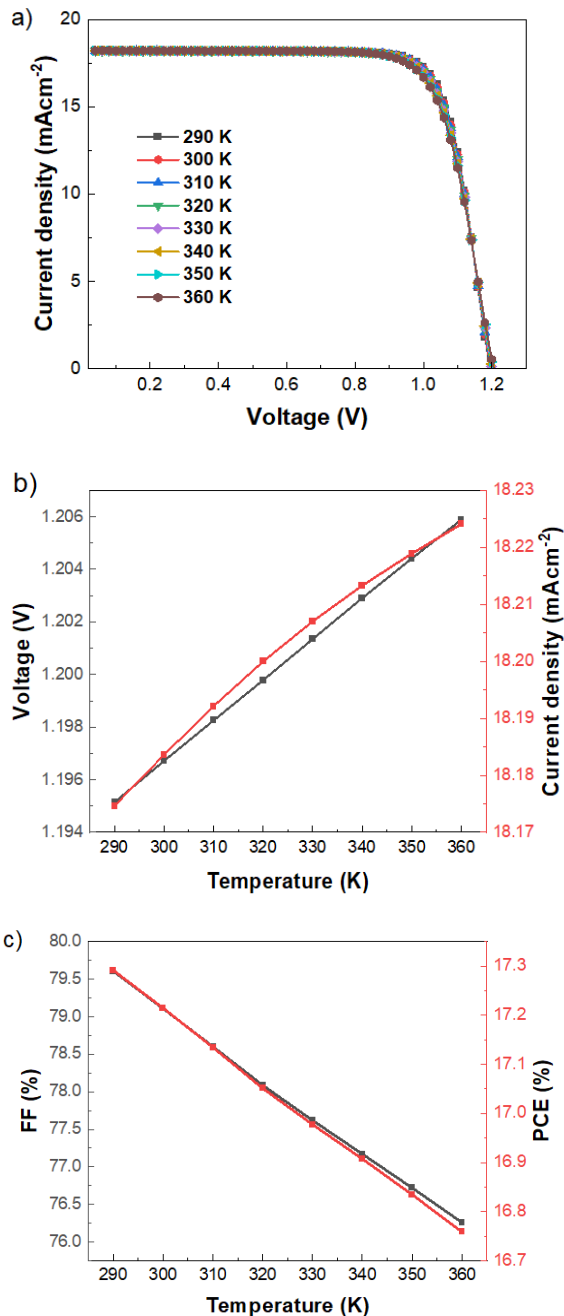 a)
20
15
10
5
0
Current density (mAcm-2)
290 K
300 K
310 K
320 K
330 K
340 K
350 K
360 K
0.2 0.4 0.6 0.8 1.0 1.2
Voltage (V)
b)
1.206
1.204
1.202
1.200
1.198
1.196
1.194
Voltage (V)
18.23
18.22
18.21
18.20
18.19
18.18
18.17
Current density (mAcm-2)
290 300 310 320 330 340 350 360
Temperature (K)
c)
80.0
79.5
79.0
78.5
78.0
77.5
77.0
76.5
76.0
FF (%)
17.3
17.2
17.1
17.0
16.9
16.8
16.7
PCE (%)
290 300 310 320 330 340 350 360
Temperature (K)